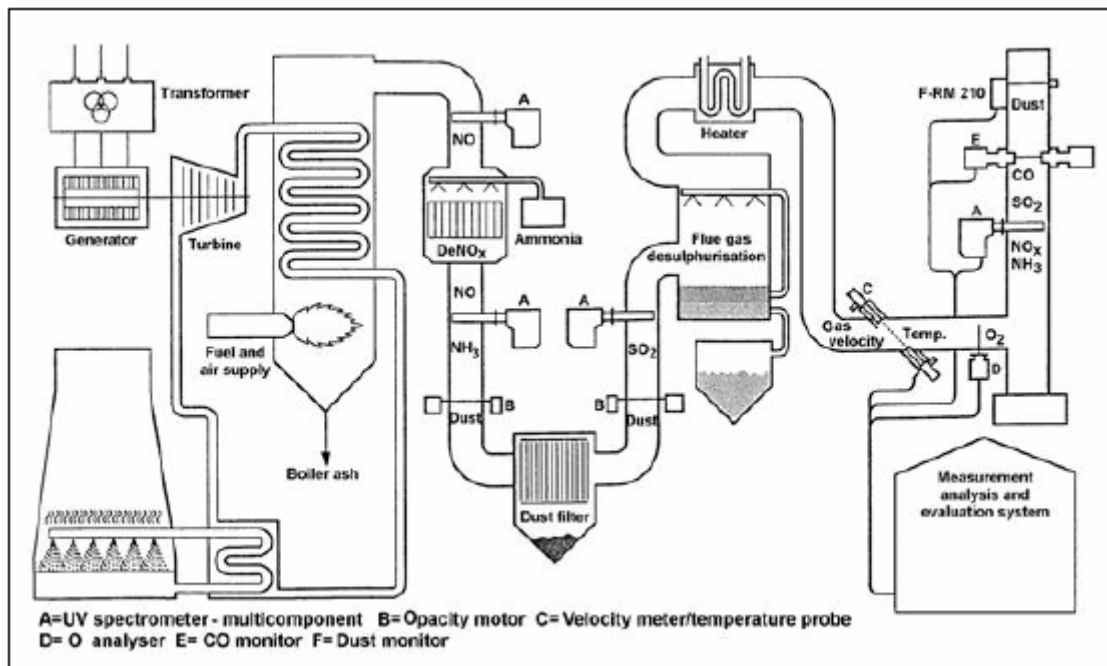 Transformer
Generator
Turbine
Fuel and
air supply
Boiler ash
A
NO
DeNOx
Ammonia
NO
A
NH3
Dust
B
Dust filter
B
Dust
A
SO2
Heater
Flue gas
desulphurisation
C
Gas
velocity
Temp.
O2
D
F-RM 210
Dust
E
CO
SO2
A
NOx
NH3
Measurement
analysis and
evaluation system
A=UV spectrometer - multicomponent B=Opacity motor C=Velocity meter/temperature probe
D= O analyser E= CO monitor F= Dust monitor